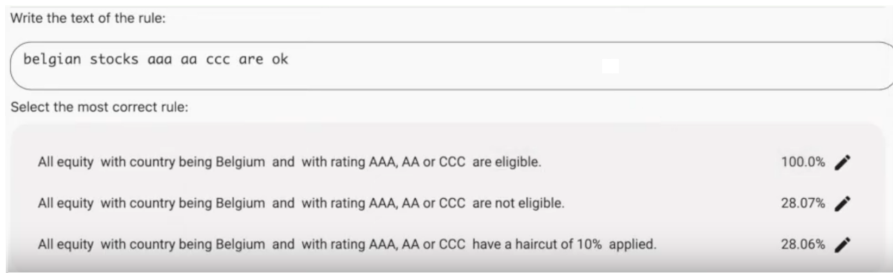 Write the text of the rule:
belgian stocks aaa aa ccc are ok
Select the most correct rule:
All equity with country being Belgium and with rating AAA, AA or CCC are eligible. 100.0%
All equity with country being Belgium and with rating AAA, AA or CCC are not eligible. 28.07%
All equity with country being Belgium and with rating AAA, AA or CCC have a haircut of 10% applied. 28.06%